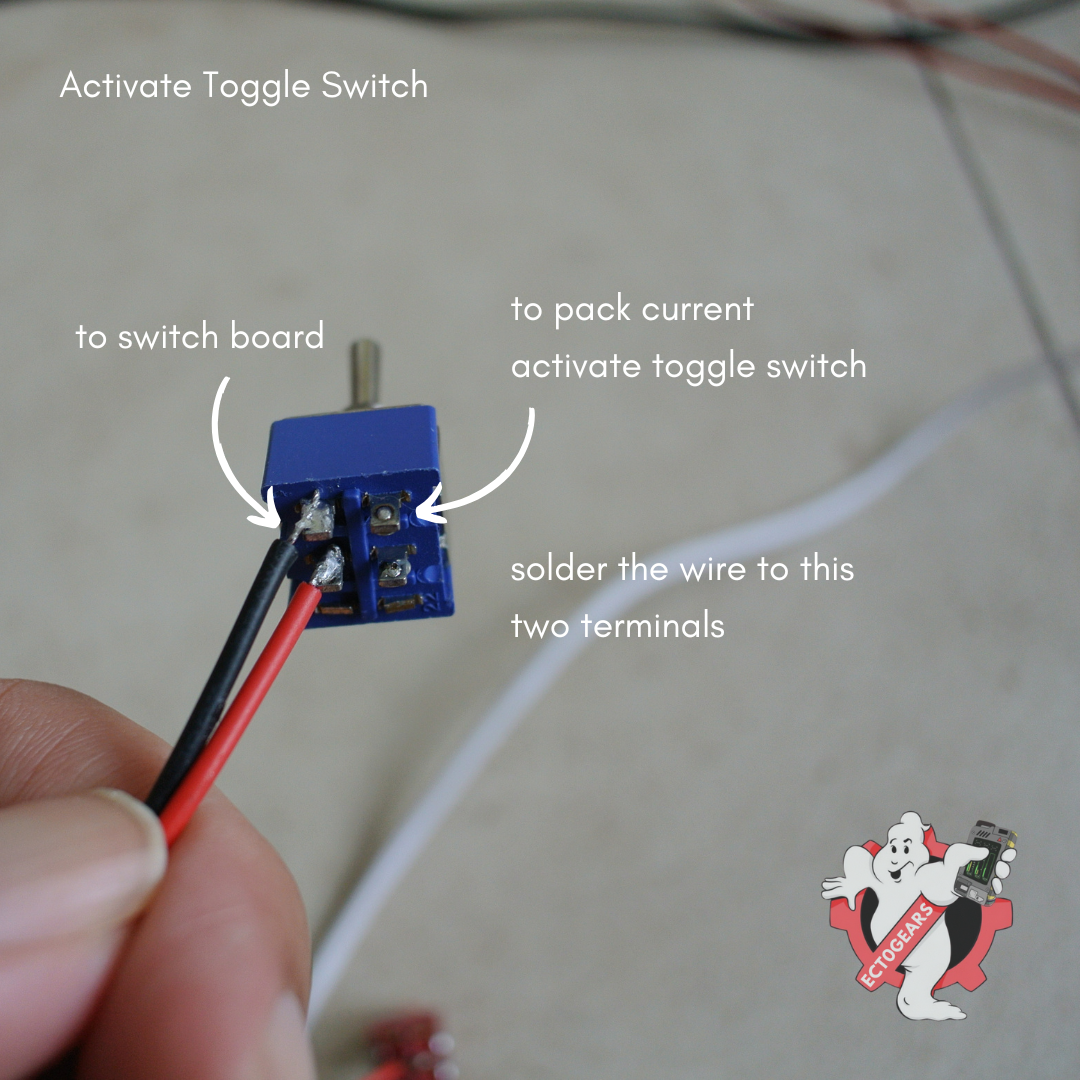 Activate Toggle Switch
to switch board
to pack current
activate toggle switch
solder the wire to this
two terminals
ECTOGEARS